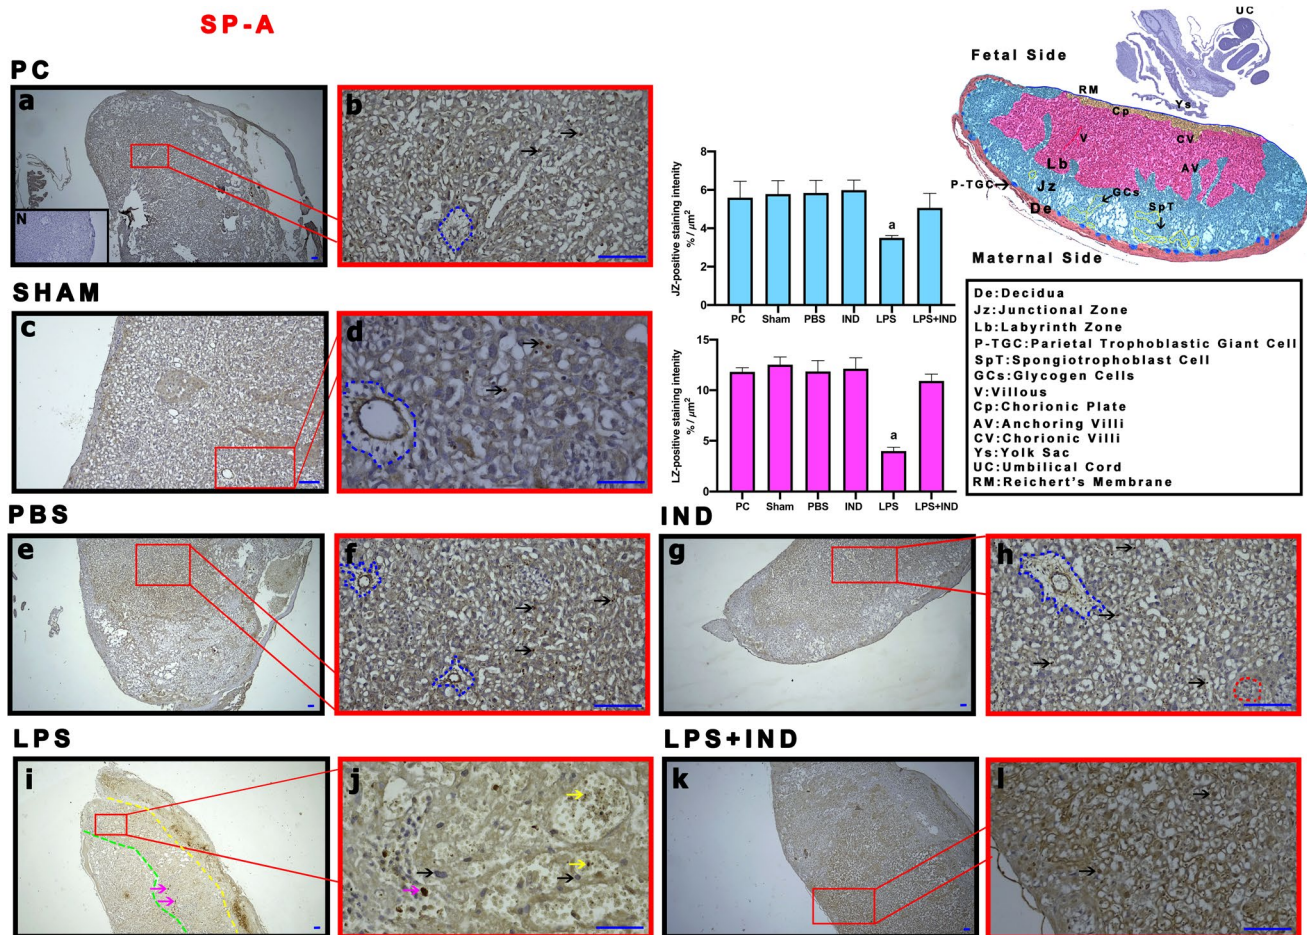 SP-A
PC
a
N
b
SHAM
c
d
PBS
e
f
IND
g
h
LPS
i
j
LPS+IND
k
l
JZ-positive staining intenity
% / µm²
8
6
4
2
0
a
PC
Sham
PBS
IND
LPS
LPS+IND
LZ-positive staining intensity
% / µm²
15
10
5
0
a
PC
Sham
PBS
IND
LPS
LPS+IND
UC
Fetal Side
RM
Cp
Ys
V
CV
Lb
AV
P-TGC
Jz
GCs
De
SpT
Maternal Side
De:Decidua
Jz:Junctional Zone
Lb:Labyrinth Zone
P-TGC:Parietal Trophoblastic Giant Cell
SpT:Spongiotrophoblast Cell
GCs:Glycogen Cells
V:Villous
Cp:Chorionic Plate
AV:Anchoring Villi
CV:Chorionic Villi
Ys:Yolk Sac
UC:Umbilical Cord
RM:Reichert's Membrane